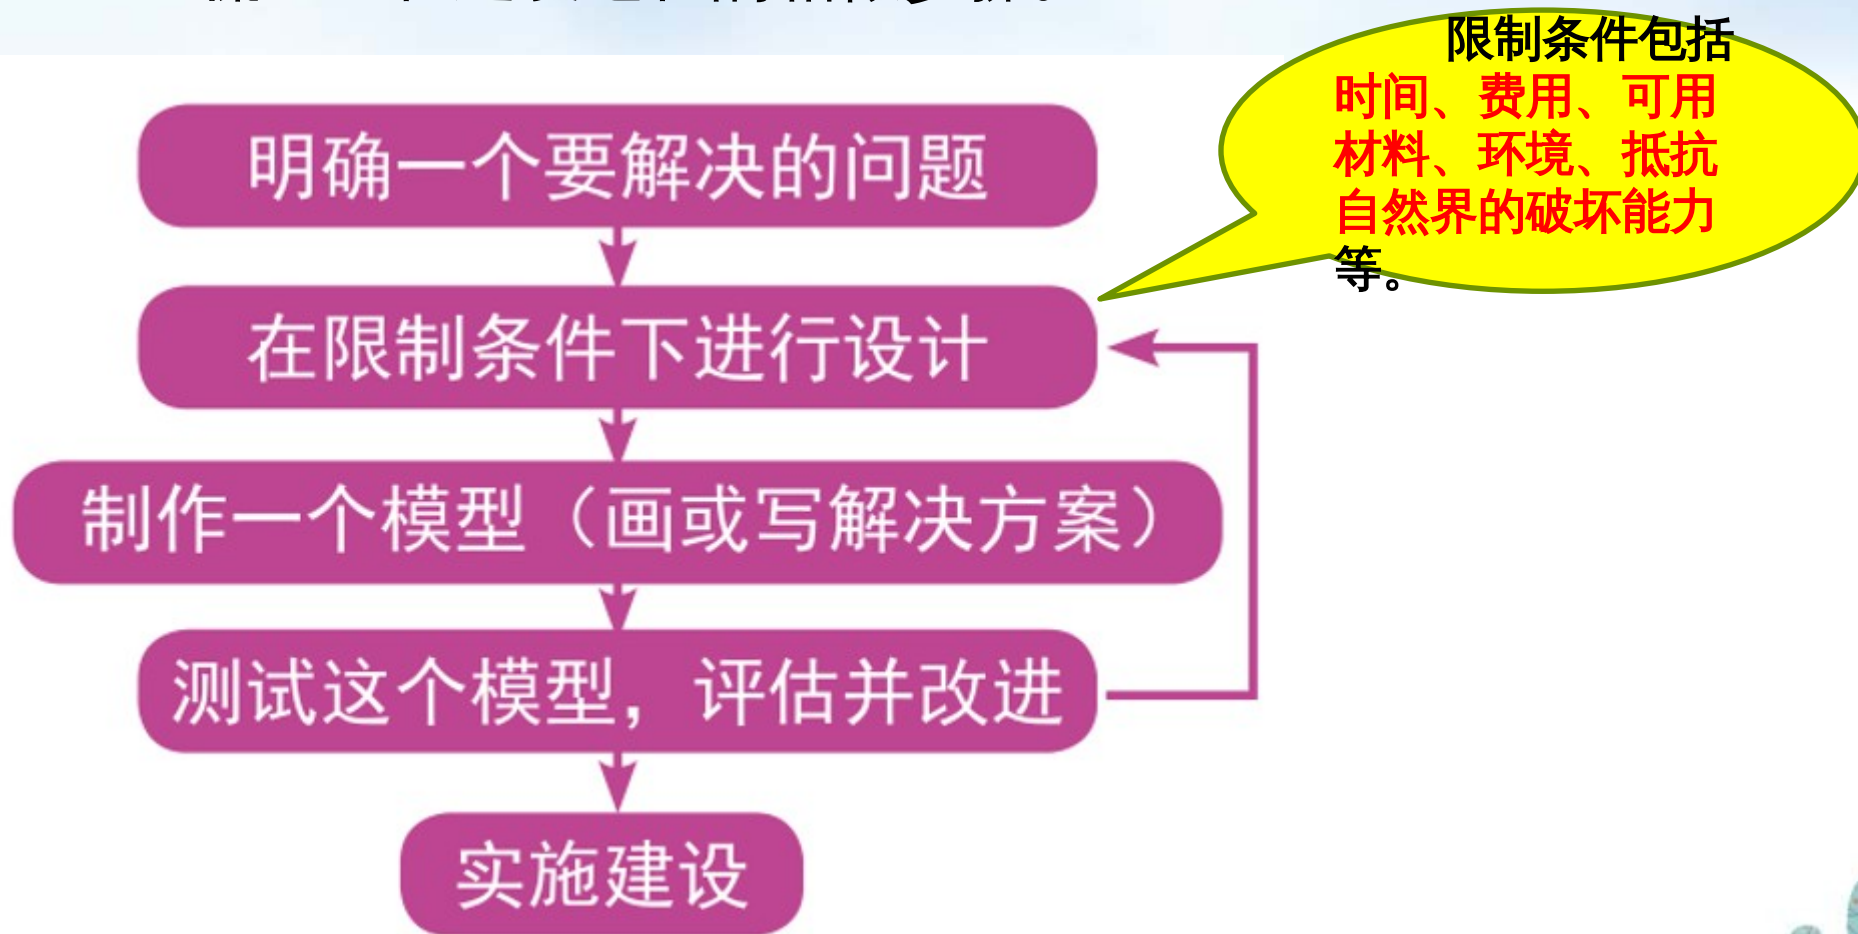 限制条件包括
时间、费用、可用
材料、环境、抵抗
自然界的破坏能力
等。
明确一个要解决的问题
在限制条件下进行设计
制作一个模型（画或写解决方案）
测试这个模型，评估并改进
实施建设